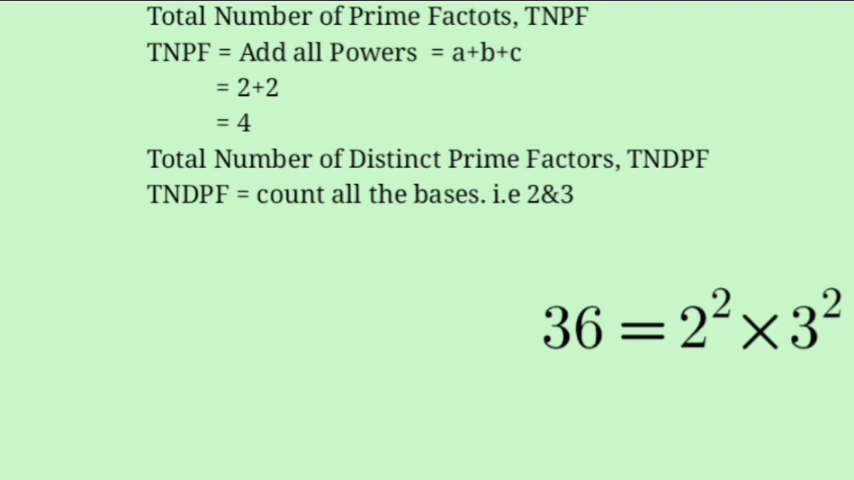 Total Number of Prime Factots, TNPF
TNPF = Add all Powers = a+b+c
= 2+2
= 4
Total Number of Distinct Prime Factors, TNDPF
TNDPF = count all the bases. i.e 2&3
36 = 2² × 3²